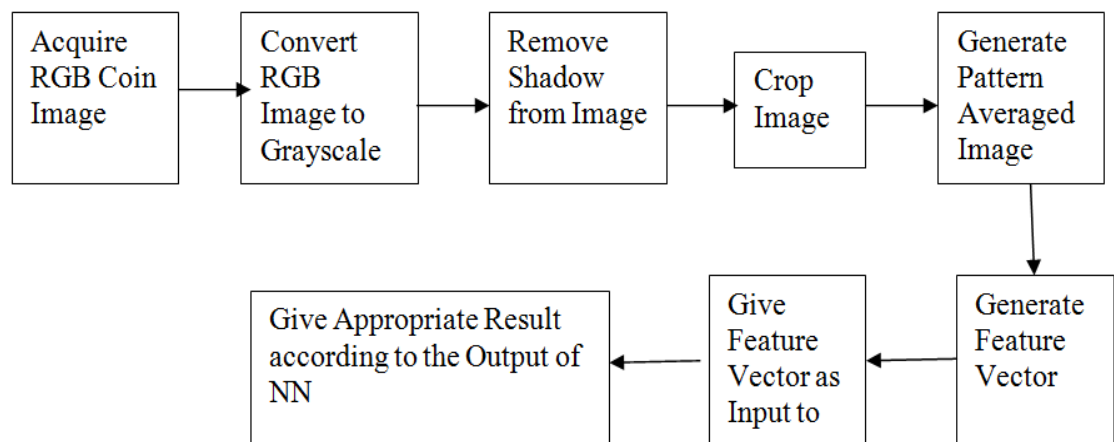 Acquire
RGB Coin
Image
Convert
RGB
Image to
Grayscale
Remove
Shadow
from Image
Crop
Image
Generate
Pattern
Averaged
Image
Generate
Feature
Vector
Give
Feature
Vector as
Input to
Give Appropriate Result
according to the Output of
NN